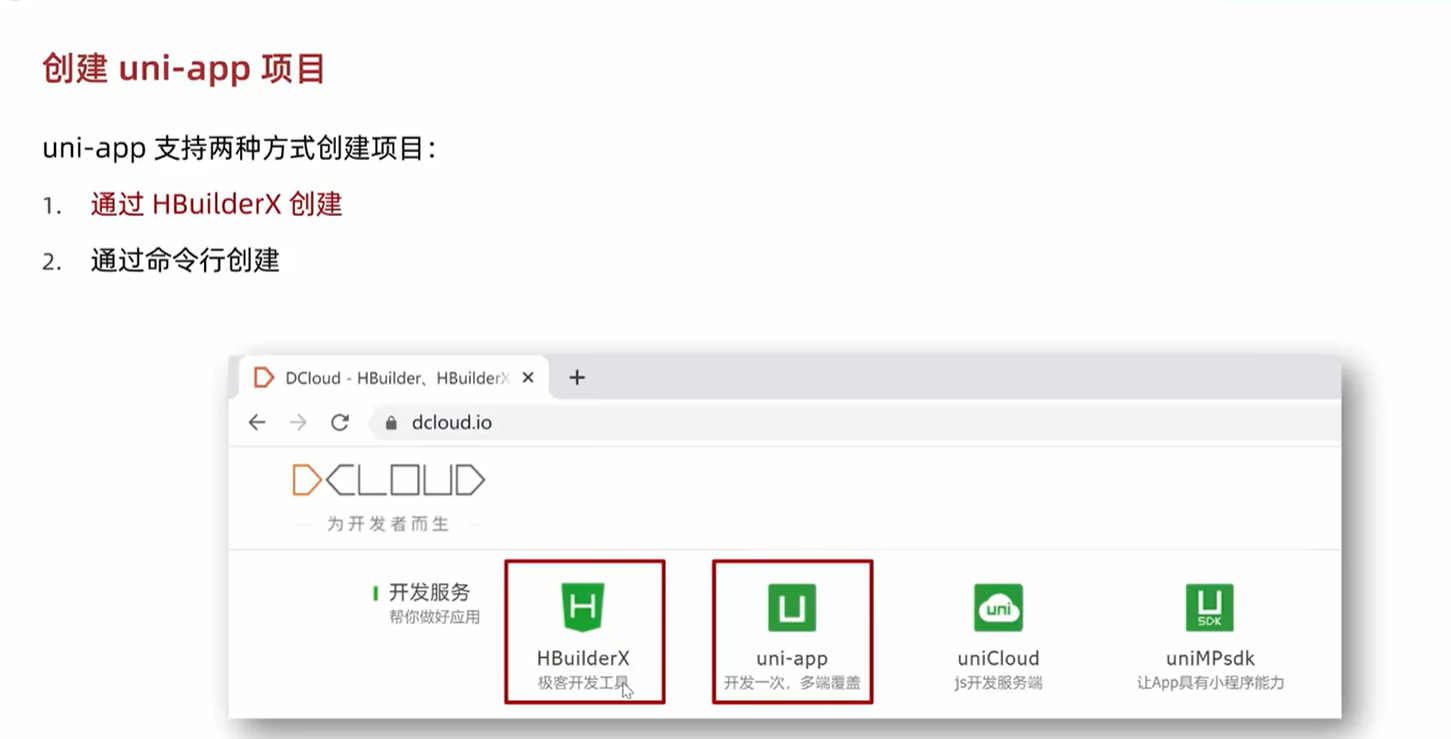 创建 uni-app 项目
uni-app 支持两种方式创建项目：
1. 通过 HBuilderX 创建
2. 通过命令行创建
DCloud - HBuilder、HBuilderX
dcloud.io
DCLOUD
为开发者而生
开发服务
帮你做好应用
H
HBuilderX
极客开发工具
U
uni-app
开发一次，多端覆盖
uni
uniCloud
js开发服务端
U
SDK
uniMPsdk
让App具有小程序能力